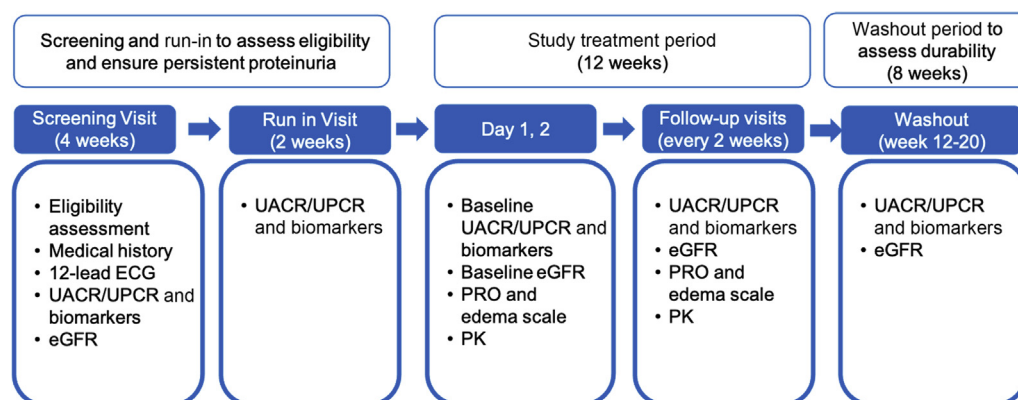 Screening and run-in to assess eligibility
and ensure persistent proteinuria
Study treatment period
(12 weeks)
Washout period to
assess durability
(8 weeks)
Screening Visit
(4 weeks)
Run in Visit
(2 weeks)
Day 1, 2
Follow-up visits
(every 2 weeks)
Washout
(week 12-20)
• Eligibility
assessment
• Medical history
• 12-lead ECG
• UACR/UPCR and
biomarkers
• eGFR
• UACR/UPCR
and biomarkers
• Baseline
UACR/UPCR and
biomarkers
• Baseline eGFR
• PRO and
edema scale
• PK
• UACR/UPCR
and biomarkers
• eGFR
• PRO and
edema scale
• PK
• UACR/UPCR
and biomarkers
• eGFR